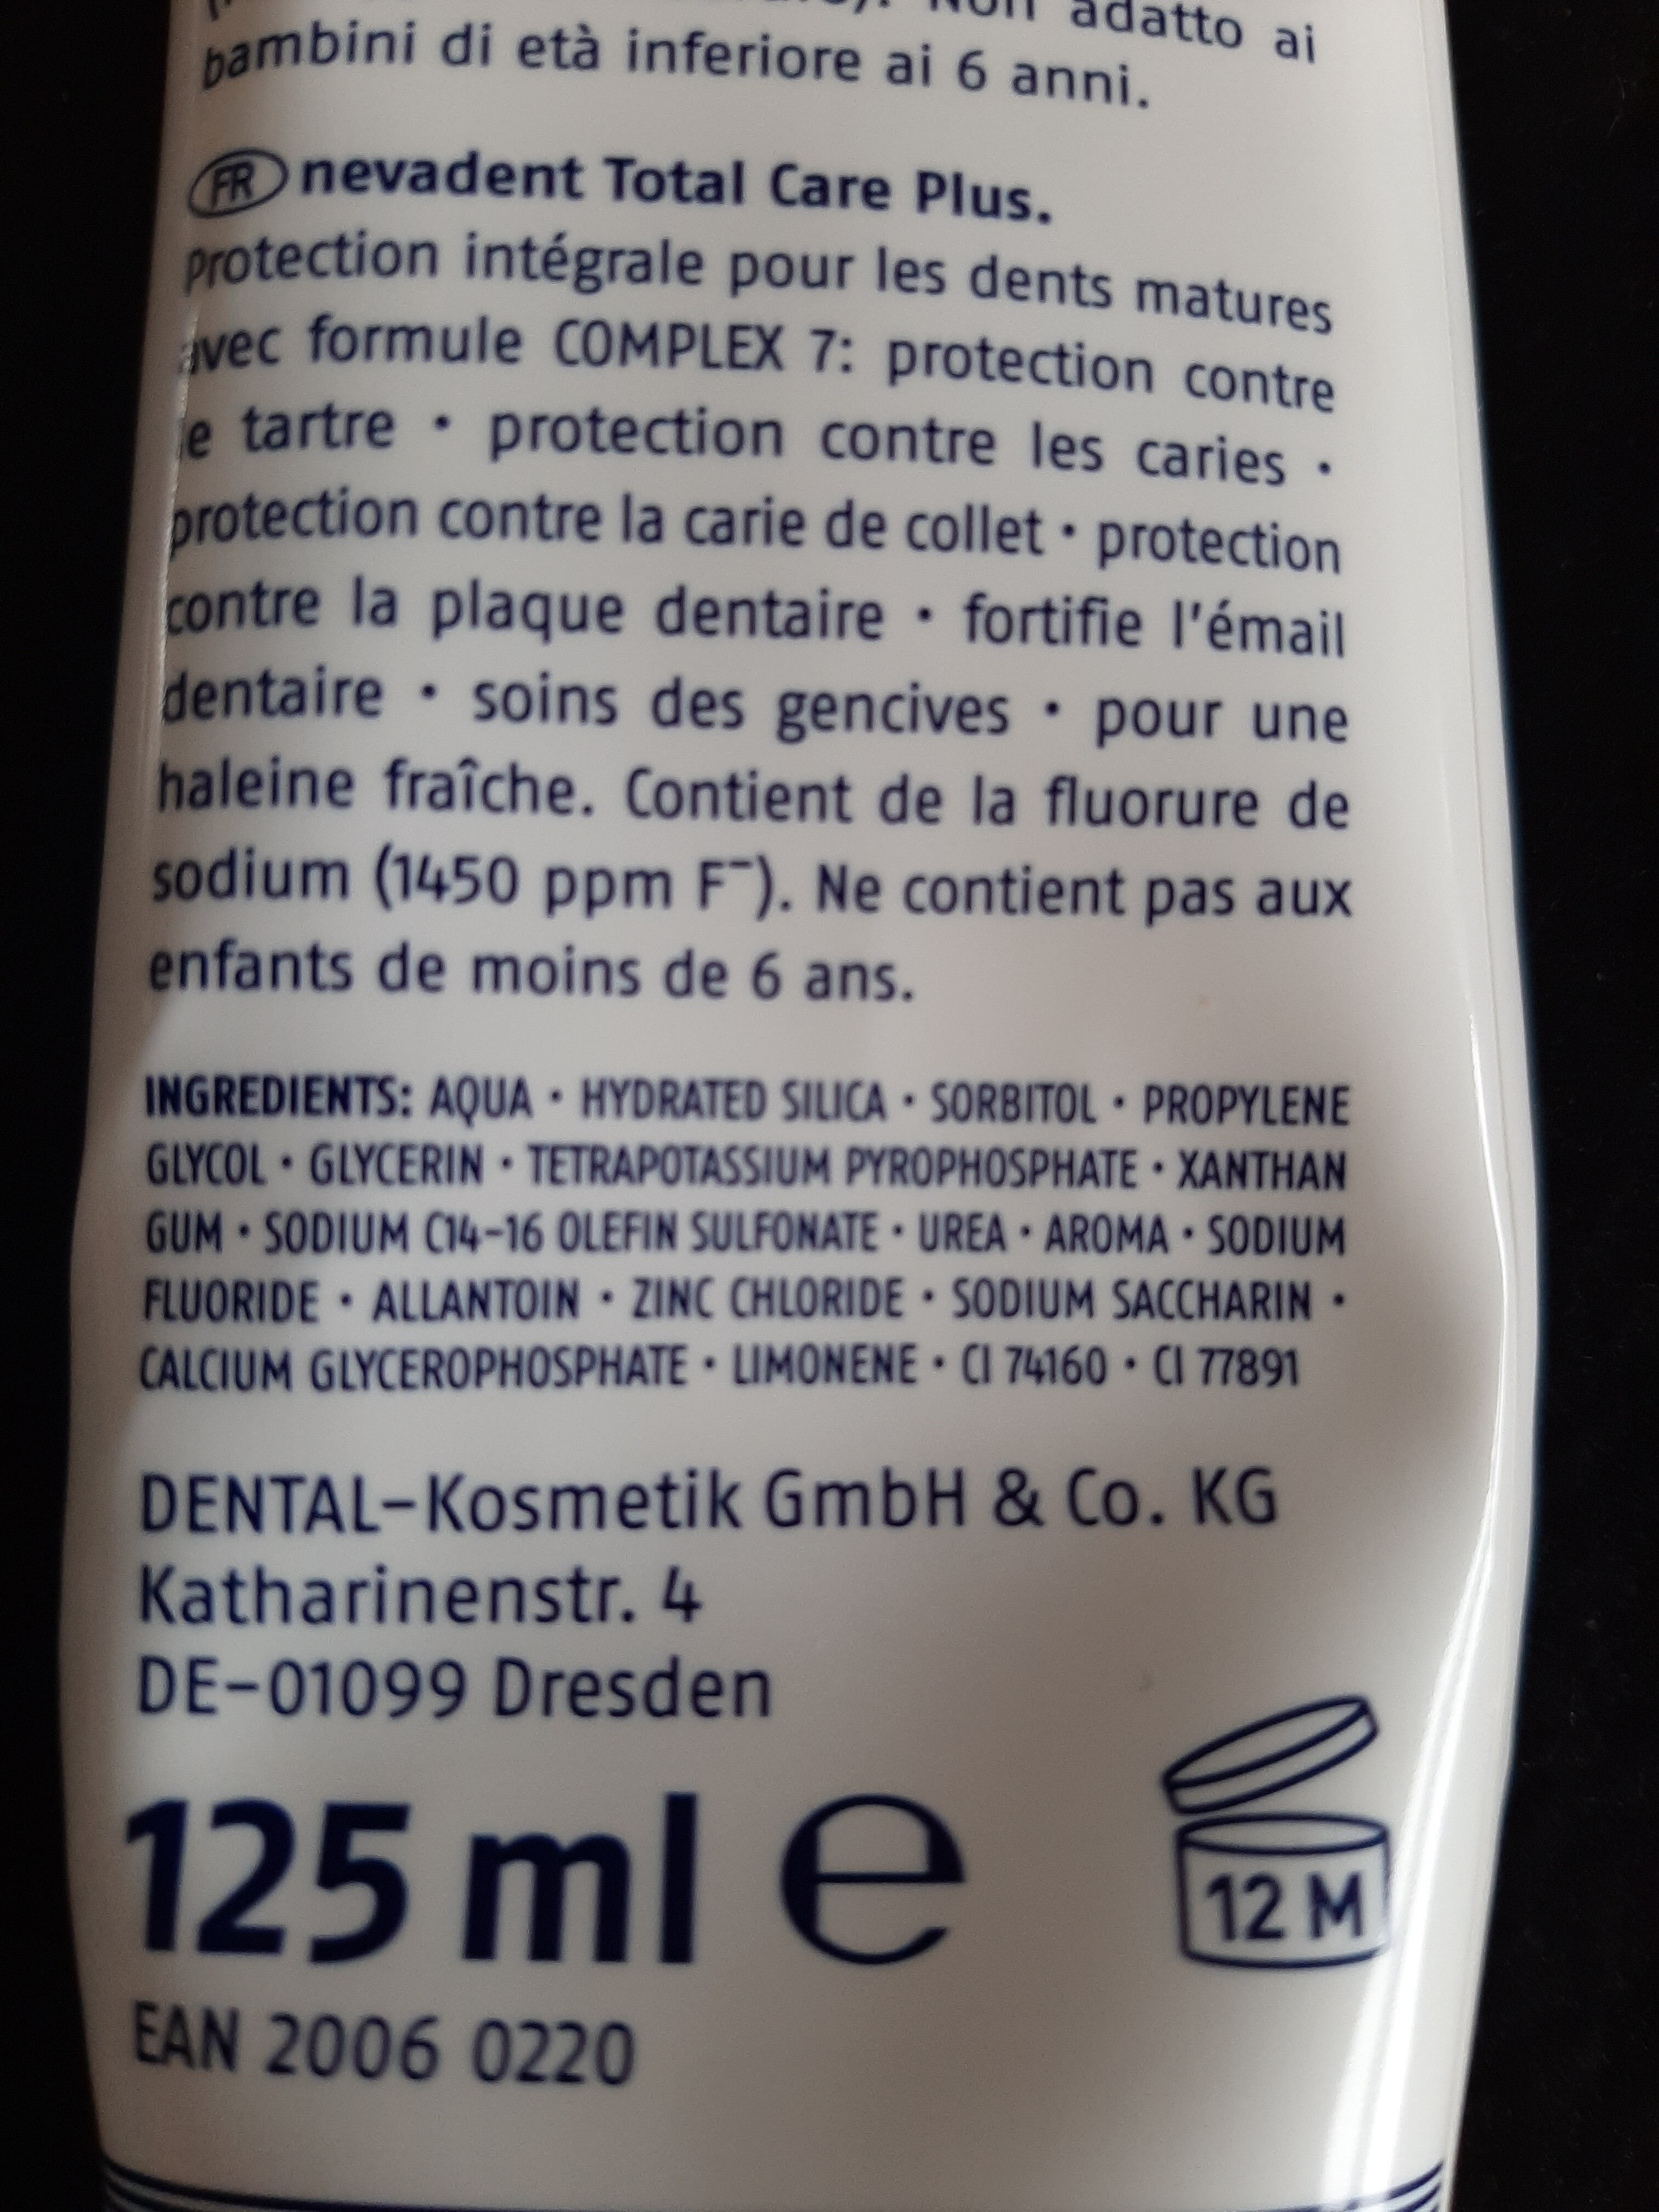 Non adatto ai
bambini di età inferiore ai 6 anni.
FR nevadent Total Care Plus.
Protection intégrale pour les dents matures
avec formule COMPLEX 7: protection contre
le tartre • protection contre les caries •
protection contre la carie de collet • protection
contre la plaque dentaire • fortifie l'émail
dentaire • soins des gencives • pour une
haleine fraîche. Contient de la fluorure de
sodium (1450 ppm F⁻). Ne contient pas aux
enfants de moins de 6 ans.
INGREDIENTS: AQUA • HYDRATED SILICA • SORBITOL • PROPYLENE
GLYCOL • GLYCERIN • TETRAPOTASSIUM PYROPHOSPHATE • XANTHAN
GUM • SODIUM C14-16 OLEFIN SULFONATE • UREA • AROMA • SODIUM
FLUORIDE • ALLANTOIN • ZINC CHLORIDE • SODIUM SACCHARIN •
CALCIUM GLYCEROPHOSPHATE • LIMONENE • CI 74160 • CI 77891
DENTAL-Kosmetik GmbH & Co. KG
Katharinenstr. 4
DE-01099 Dresden
125 ml e
12 M
EAN 2006 0220